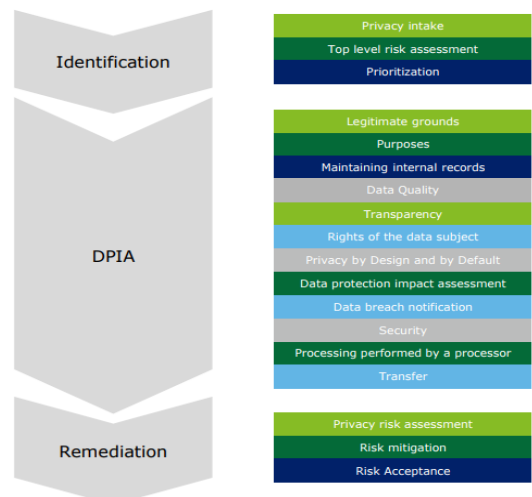 Identification
Privacy intake
Top level risk assessment
Prioritization
DPIA
Legitimate grounds
Purposes
Maintaining internal records
Data Quality
Transparency
Rights of the data subject
Privacy by Design and by Default
Data protection impact assessment
Data breach notification
Security
Processing performed by a processor
Transfer
Remediation
Privacy risk assessment
Risk mitigation
Risk Acceptance